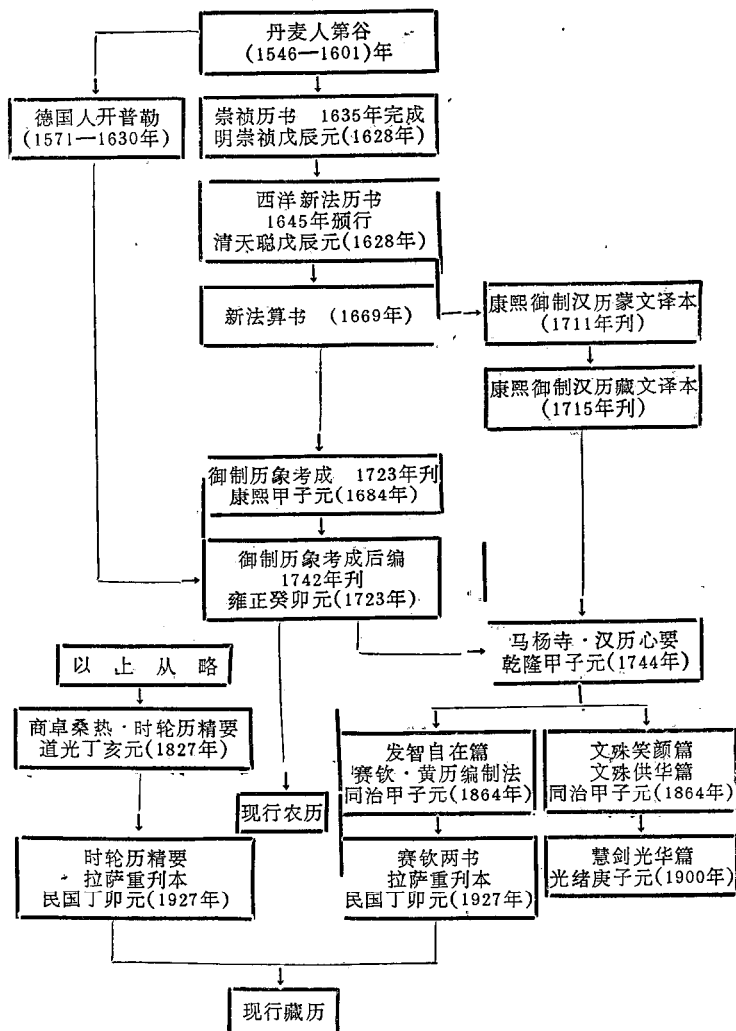 丹麦人第谷
(1546—1601)年
德国人开普勒
(1571—1630年)
崇祯历书 1635年完成
明崇祯戊辰元(1628年)
西洋新法历书
1645年颁行
清天聪戊辰元(1628年)
新法算书 (1669年)
康熙御制汉历蒙文译本
(1711年刊)
康熙御制汉历藏文译本
(1715年刊)
御制历象考成 1723年刊
康熙甲子元(1684年)
御制历象考成后编
1742年刊
雍正癸卯元(1723年)
马杨寺·汉历心要
乾隆甲子元(1744年)
以上从略
商卓桑热·时轮历精要
道光丁亥元(1827年)
发智自在篇
赛钦·黄历编制法
同治甲子元(1864年)
文殊笑颜篇
文殊供华篇
同治甲子元(1864年)
现行农历
时轮历精要
拉萨重刊本
民国丁卯元(1927年)
赛钦两书
拉萨重刊本
民国丁卯元(1927年)
慧剑光华篇
光绪庚子元(1900年)
现行藏历